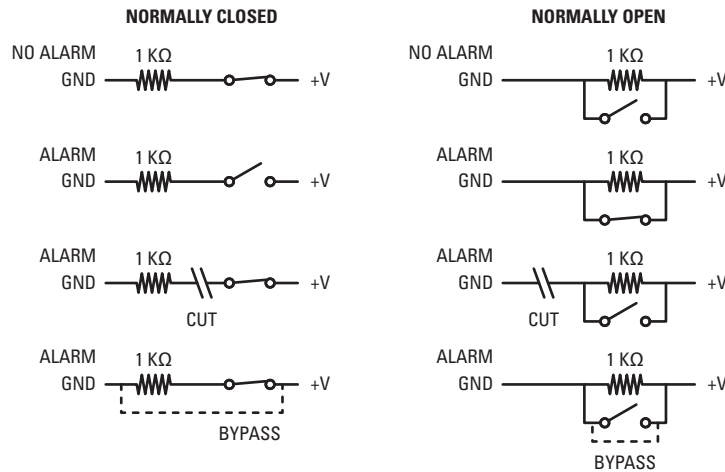 NORMALLY CLOSED
NO ALARM
1 KΩ
GND
+V
ALARM
1 KΩ
GND
+V
ALARM
1 KΩ
GND
+V
CUT
ALARM
1 KΩ
GND
+V
BYPASS
NORMALLY OPEN
NO ALARM
1 KΩ
GND
+V
ALARM
1 KΩ
GND
+V
ALARM
1 KΩ
GND
+V
CUT
ALARM
1 KΩ
GND
+V
BYPASS